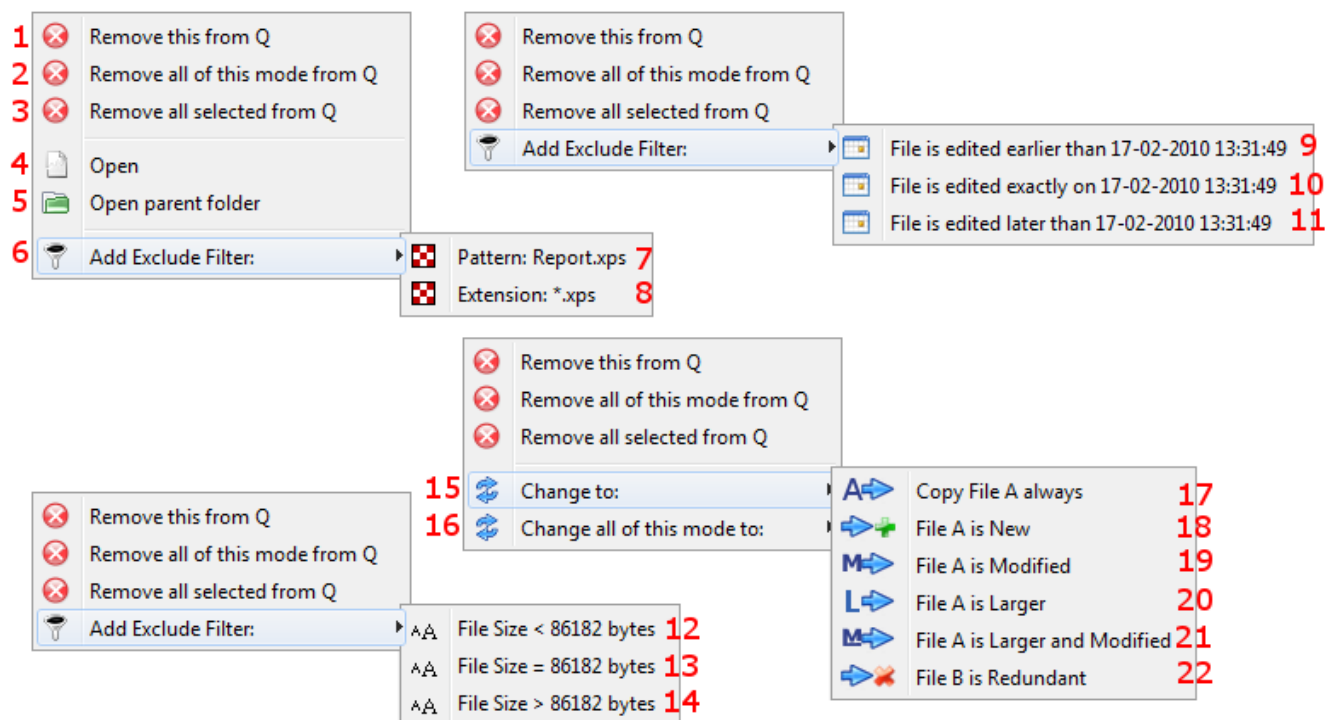 1 Remove this from Q
2 Remove all of this mode from Q
3 Remove all selected from Q
4 Open
5 Open parent folder
6 Add Exclude Filter:
Pattern: Report.xps 7
Extension: *.xps 8
Remove this from Q
Remove all of this mode from Q
Remove all selected from Q
Add Exclude Filter:
File is edited earlier than 17-02-2010 13:31:49 9
File is edited exactly on 17-02-2010 13:31:49 10
File is edited later than 17-02-2010 13:31:49 11
Remove this from Q
Remove all of this mode from Q
Remove all selected from Q
15 Change to:
16 Change all of this mode to:
A Copy File A always 17
File A is New 18
M File A is Modified 19
L File A is Larger 20
M File A is Larger and Modified 21
File B is Redundant 22
Remove this from Q
Remove all of this mode from Q
Remove all selected from Q
Add Exclude Filter:
AA File Size < 86182 bytes 12
AA File Size = 86182 bytes 13
AA File Size > 86182 bytes 14